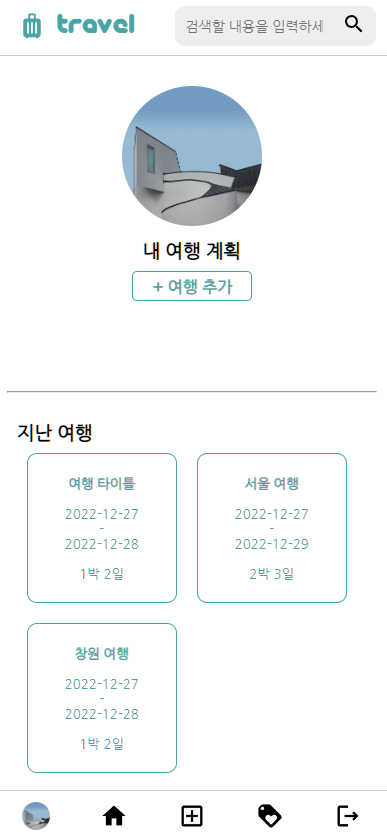 travel
검색할 내용을 입력하세
내 여행 계획
+ 여행 추가
지난 여행
여행 타이틀
2022-12-27
-
2022-12-28
1박 2일
서울 여행
2022-12-27
-
2022-12-29
2박 3일
창원 여행
2022-12-27
-
2022-12-28
1박 2일